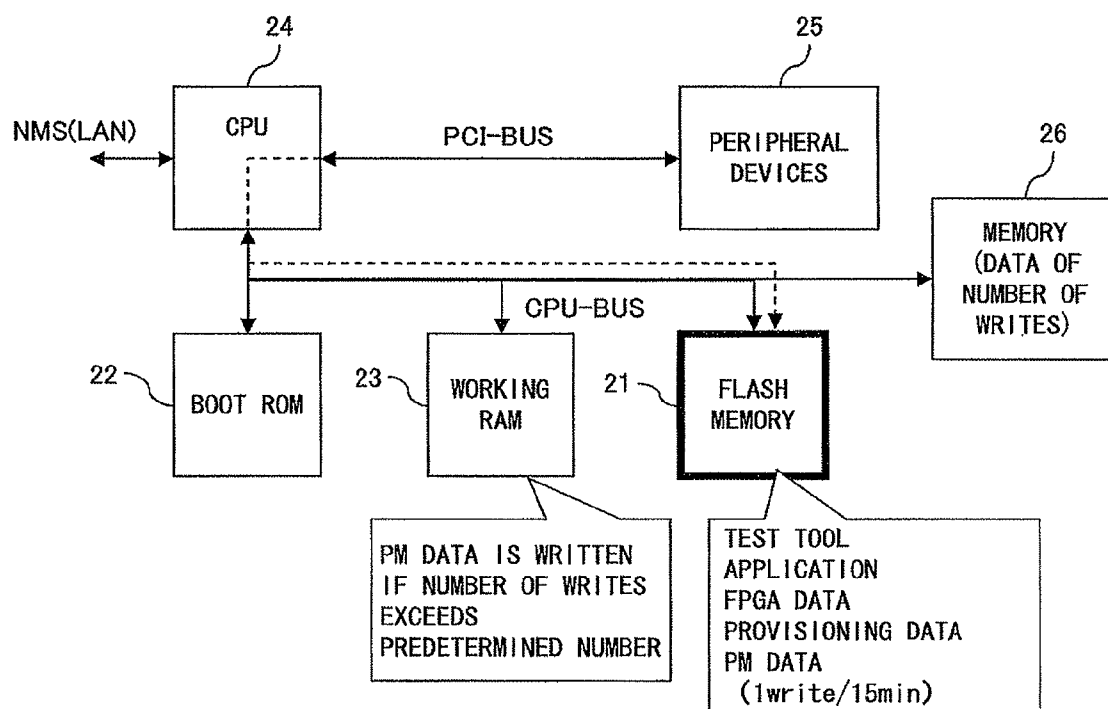 24
25
NMS(LAN)
CPU
PCI-BUS
PERIPHERAL
DEVICES
26
MEMORY
(DATA OF
NUMBER OF
WRITES)
CPU-BUS
22
BOOT ROM
23
WORKING
RAM
21
FLASH
MEMORY
PM DATA IS WRITTEN
IF NUMBER OF WRITES
EXCEEDS
PREDETERMINED NUMBER
TEST TOOL
APPLICATION
FPGA DATA
PROVISIONING DATA
PM DATA
(1write/15min)